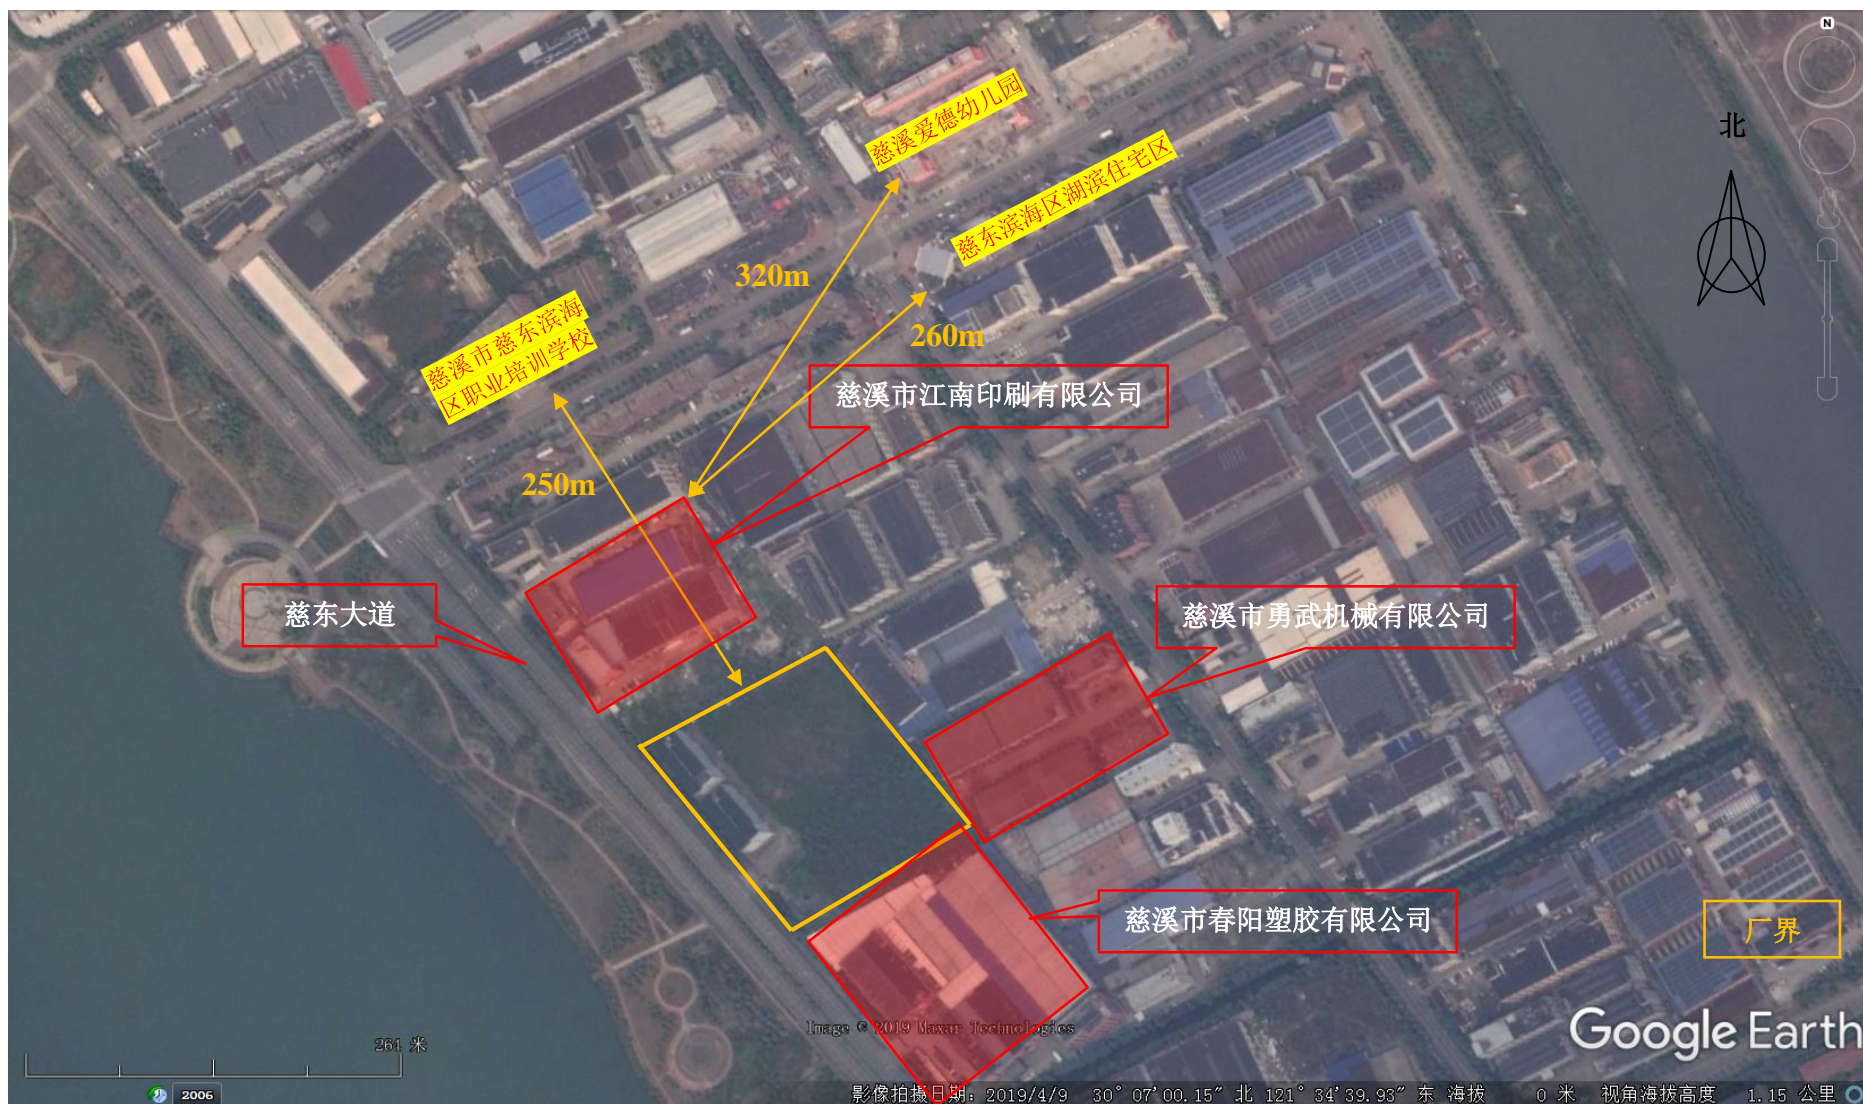 N
北
慈溪爱德幼儿园
慈东滨海区湖滨住宅区
320m
260m
慈溪市慈东滨海
区职业培训学校
慈溪市江南印刷有限公司
250m
慈东大道
慈溪市勇武机械有限公司
慈溪市春阳塑胶有限公司
厂界
Image © 2019 Maxar Technologies
Google Earth
264 米
2006
影像拍摄日期: 2019/4/9 30° 07'00.15" 北 121° 34'39.93" 东 海拔 0 米 视角海拔高度 1.15 公里